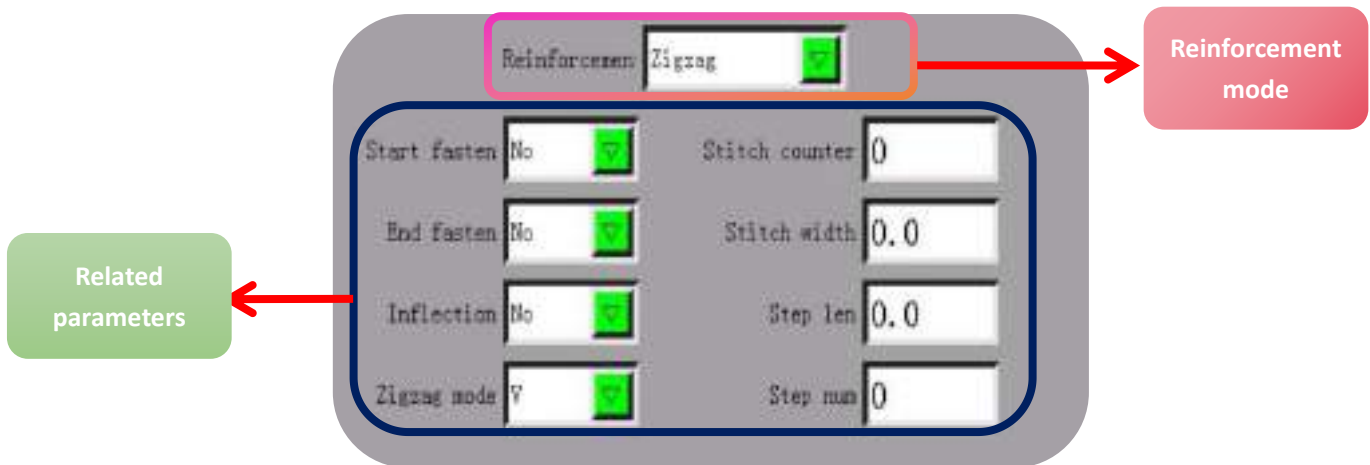 Reinforcemen Zigzag
Reinforcement
mode
Start fasten No Stitch counter 0
End fasten No Stitch width 0.0
Related
parameters
Inflection No Step len 0.0
Zigzag mode V Step num 0